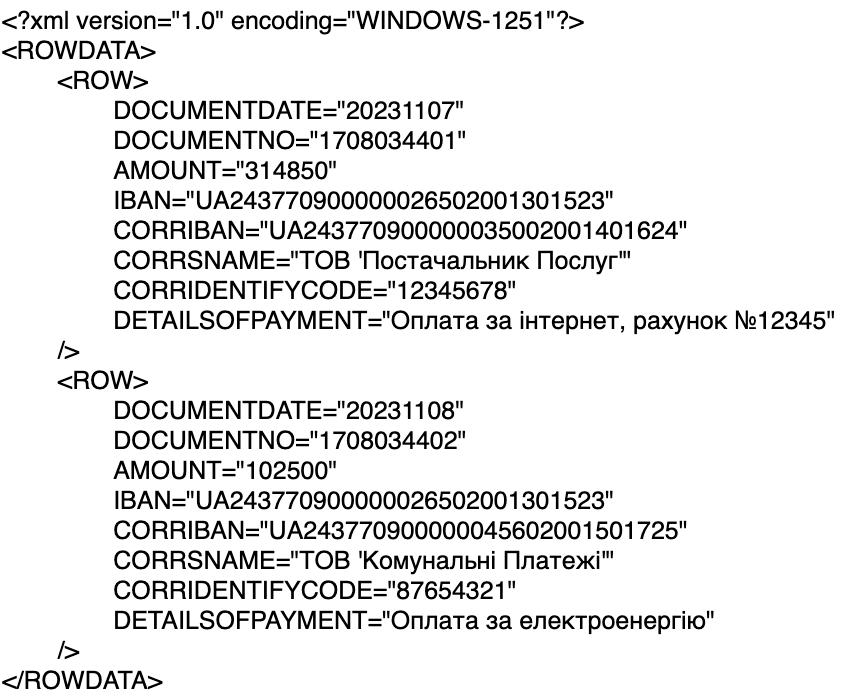 <?xml version="1.0" encoding="WINDOWS-1251"?>
<ROWDATA>
<ROW>
DOCUMENTDATE="20231107"
DOCUMENTNO="1708034401"
AMOUNT="314850"
IBAN="UA243770900000026502001301523"
CORRIBAN="UA243770900000035002001401624"
CORRSNAME="ТОВ 'Постачальник Послуг'"
CORRIDENTIFYCODE="12345678"
DETAILSOFPAYMENT="Оплата за інтернет, рахунок №12345"
/>
<ROW>
DOCUMENTDATE="20231108"
DOCUMENTNO="1708034402"
AMOUNT="102500"
IBAN="UA243770900000026502001301523"
CORRIBAN="UA243770900000045602001501725"
CORRSNAME="ТОВ 'Комунальні Платежі'"
CORRIDENTIFYCODE="87654321"
DETAILSOFPAYMENT="Оплата за електроенергію"
/>
</ROWDATA>